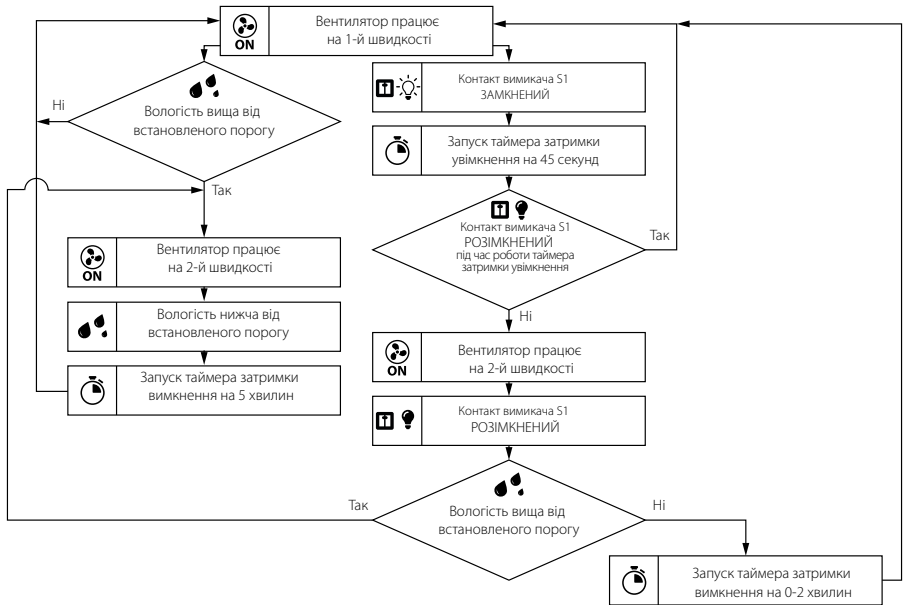 Вентилятор працює
на 1-й швидкості
ON
Вологість вища від
встановленого порогу
Ні
Так
Вентилятор працює
на 2-й швидкості
ON
Вологість нижча від
встановленого порогу
Запуск таймера затримки
вимкнення на 5 хвилин
Контакт вимикача S1
ЗАМКНЕНИЙ
Запуск таймера затримки
увімкнення на 45 секунд
Контакт вимикача S1
РОЗІМКНЕНИЙ
під час роботи таймера
затримки увімкнення
Так
Ні
Вентилятор працює
на 2-й швидкості
ON
Контакт вимикача S1
РОЗІМКНЕНИЙ
Вологість вища від
встановленого порогу
Так
Ні
Запуск таймера затримки
вимкнення на 0-2 хвилин